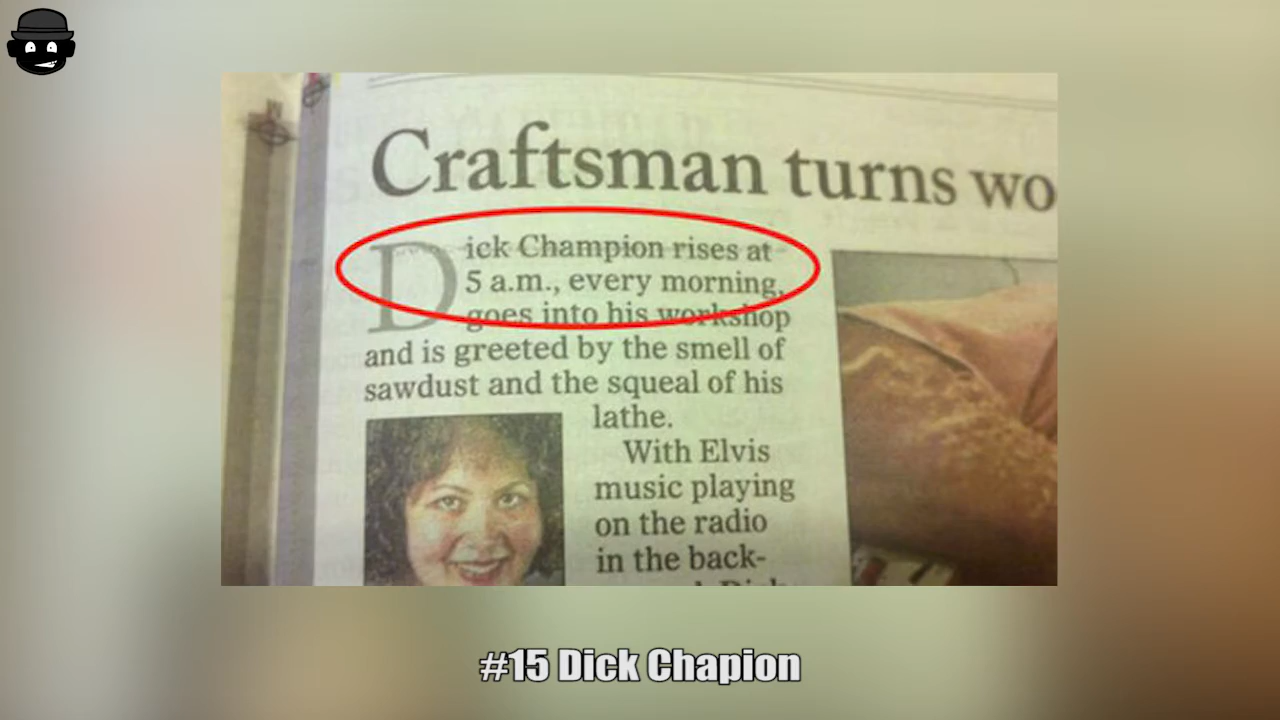 Craftsman turns wo
Dick Champion rises at
5 a.m., every morning,
goes into his workshop
and is greeted by the smell of
sawdust and the squeal of his
lathe.
With Elvis
music playing
on the radio
in the back-
#15 Dick Chapion